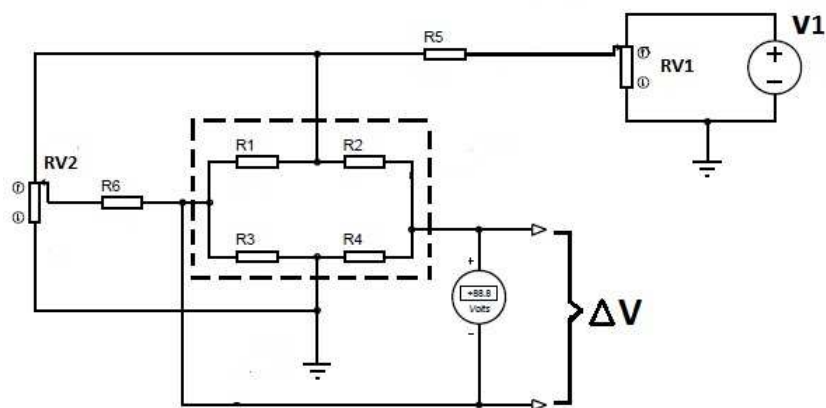 V1
R5
RV1
R1
R2
RV2
R6
R3
R4
+
-
+
+88.8
Volts
-
ΔV